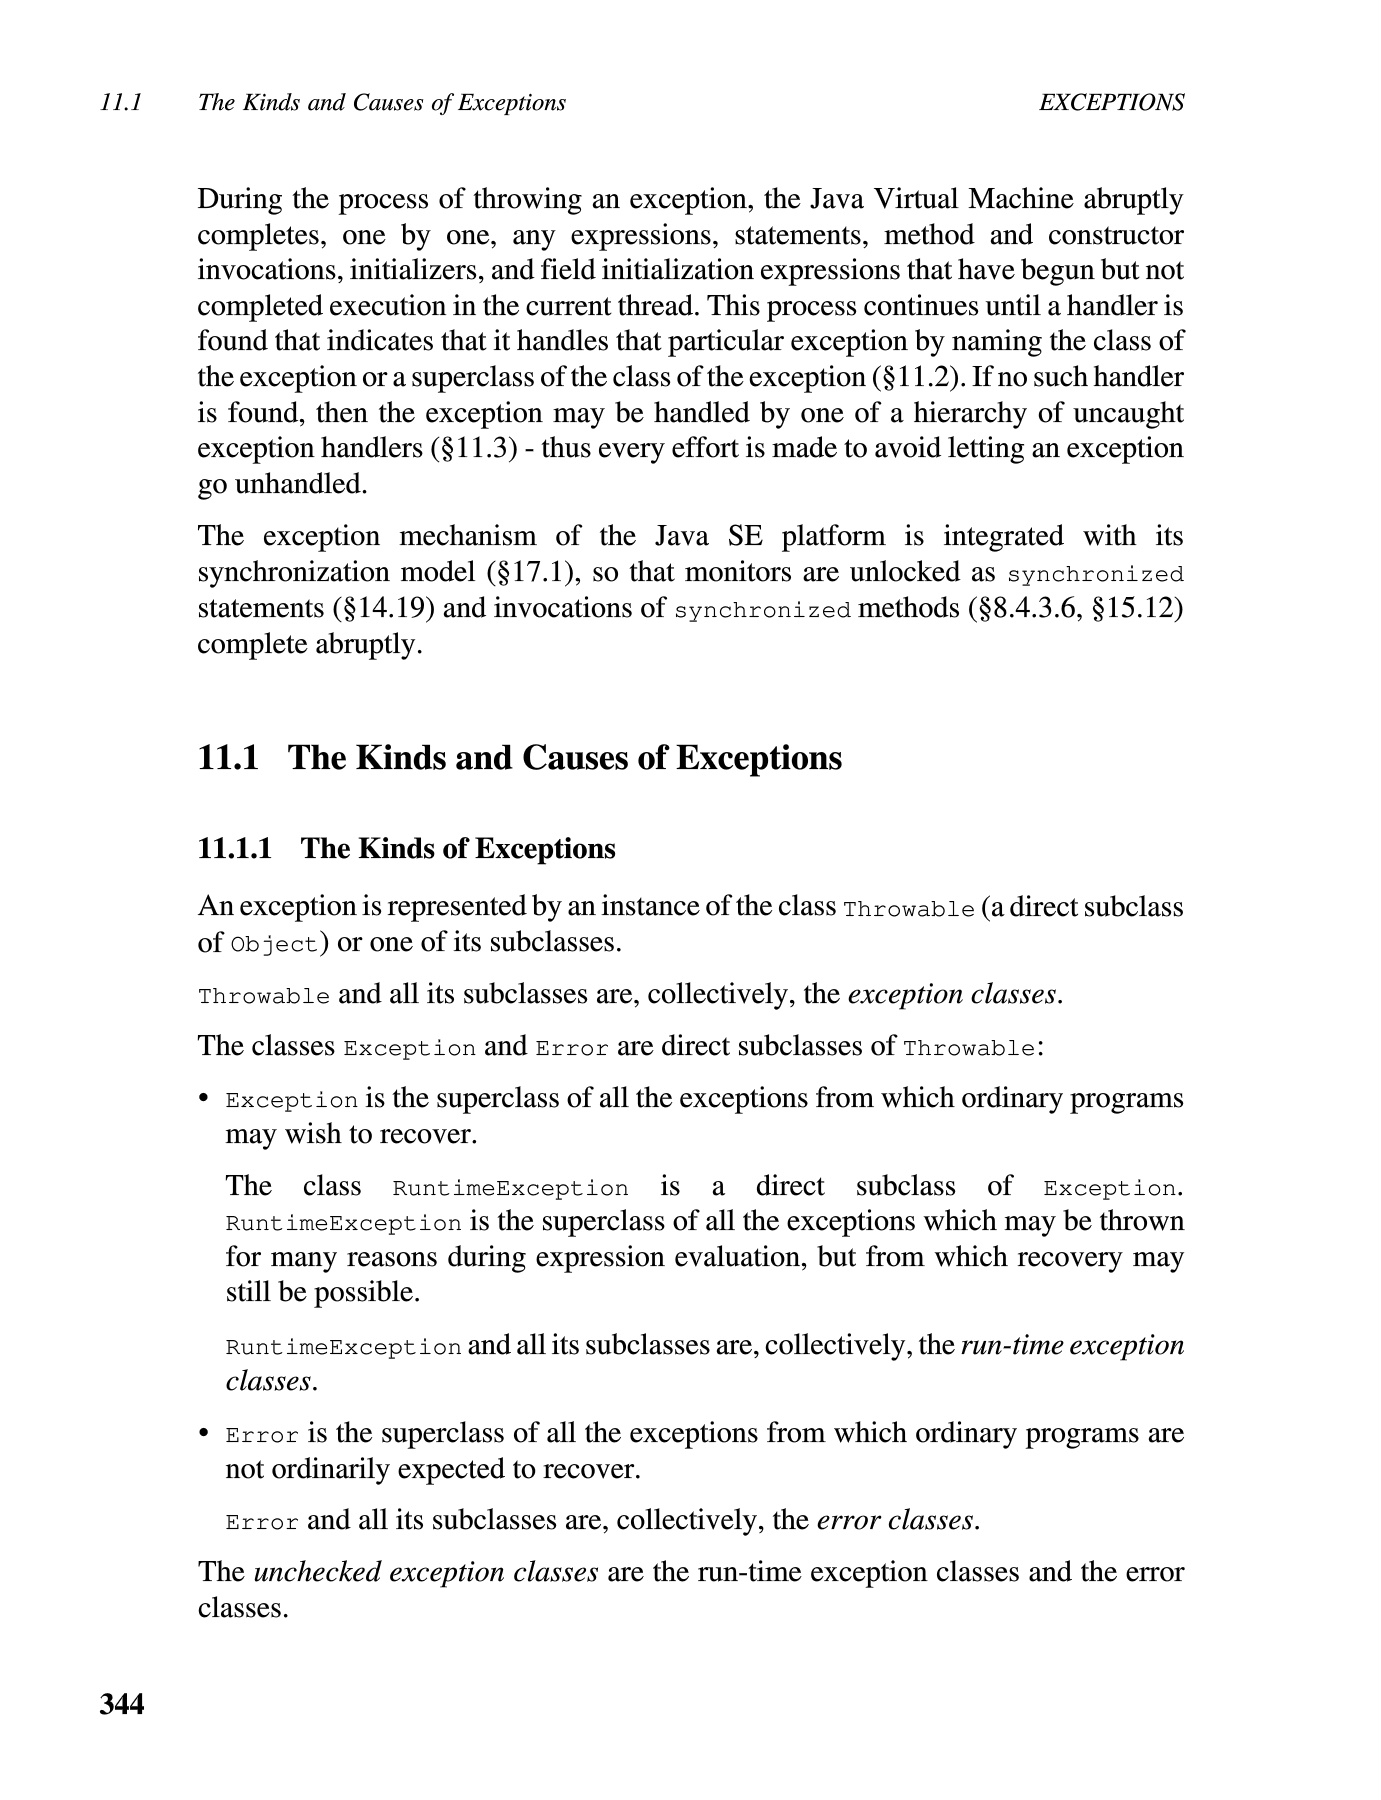 11.1 The Kinds and Causes of Exceptions EXCEPTIONS
During the process of throwing an exception, the Java Virtual Machine abruptly
completes, one by one, any expressions, statements, method and constructor
invocations, initializers, and field initialization expressions that have begun but not
completed execution in the current thread. This process continues until a handler is
found that indicates that it handles that particular exception by naming the class of
the exception or a superclass of the class of the exception (§11.2). If no such handler
is found, then the exception may be handled by one of a hierarchy of uncaught
exception handlers (§11.3) - thus every effort is made to avoid letting an exception
go unhandled.
The exception mechanism of the Java SE platform is integrated with its
synchronization model (§17.1), so that monitors are unlocked as synchronized
statements (§14.19) and invocations of synchronized methods (§8.4.3.6, §15.12)
complete abruptly.
11.1 The Kinds and Causes of Exceptions
11.1.1 The Kinds of Exceptions
An exception is represented by an instance of the class Throwable (a direct subclass
of Object) or one of its subclasses.
Throwable and all its subclasses are, collectively, the exception classes.
The classes Exception and Error are direct subclasses of Throwable:
• Exception is the superclass of all the exceptions from which ordinary programs
may wish to recover.
The class RuntimeException is a direct subclass of Exception.
RuntimeException is the superclass of all the exceptions which may be thrown
for many reasons during expression evaluation, but from which recovery may
still be possible.
RuntimeException and all its subclasses are, collectively, the run-time exception
classes.
• Error is the superclass of all the exceptions from which ordinary programs are
not ordinarily expected to recover.
Error and all its subclasses are, collectively, the error classes.
The unchecked exception classes are the run-time exception classes and the error
classes.
344